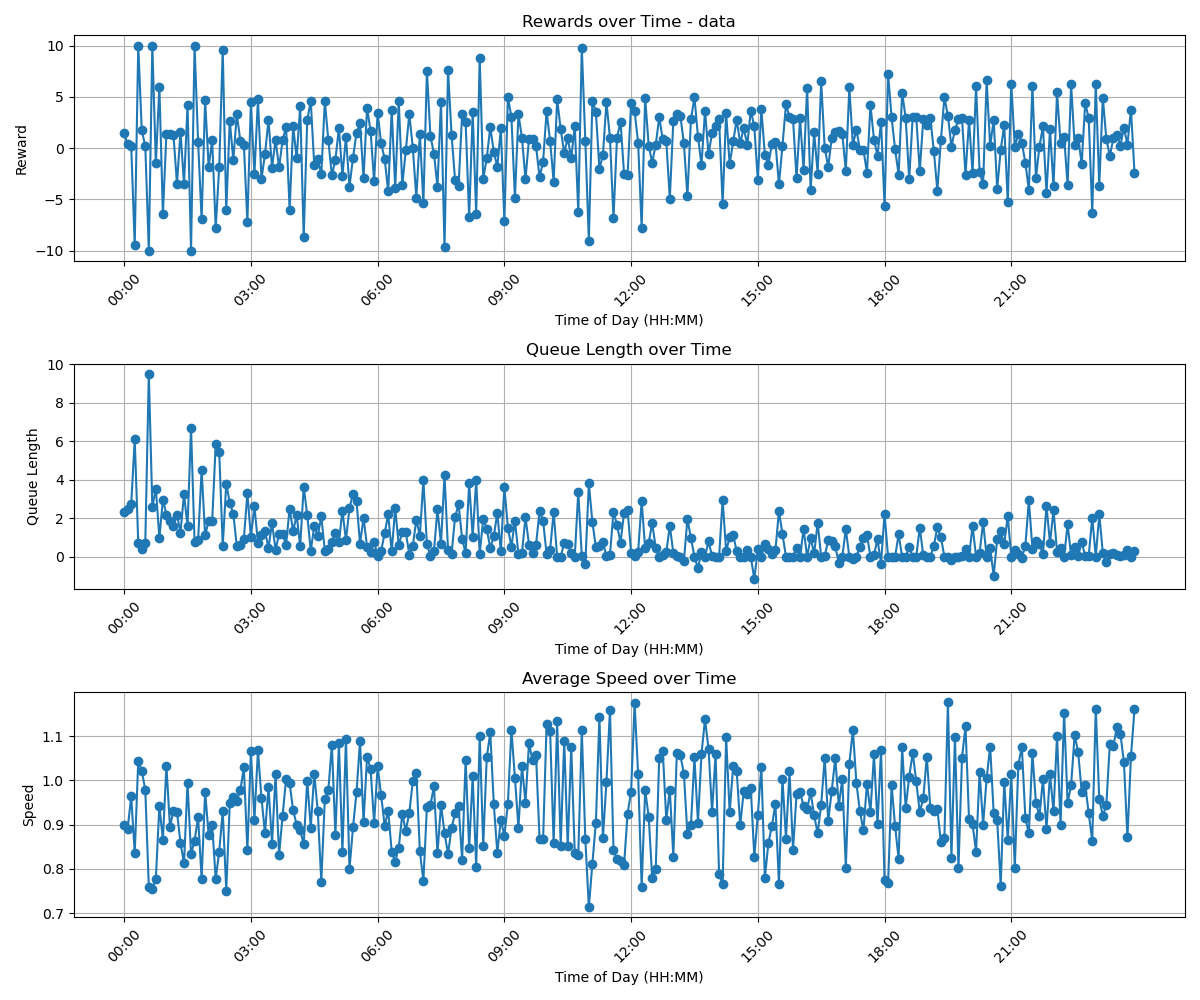 Rewards over Time - data
10
5
0
−5
−10
Reward
00:00 03:00 06:00 09:00 12:00 15:00 18:00 21:00
Time of Day (HH:MM)
Queue Length over Time
10
8
6
4
2
0
Queue Length
00:00 03:00 06:00 09:00 12:00 15:00 18:00 21:00
Time of Day (HH:MM)
Average Speed over Time
1.1
1.0
0.9
0.8
0.7
Speed
00:00 03:00 06:00 09:00 12:00 15:00 18:00 21:00
Time of Day (HH:MM)